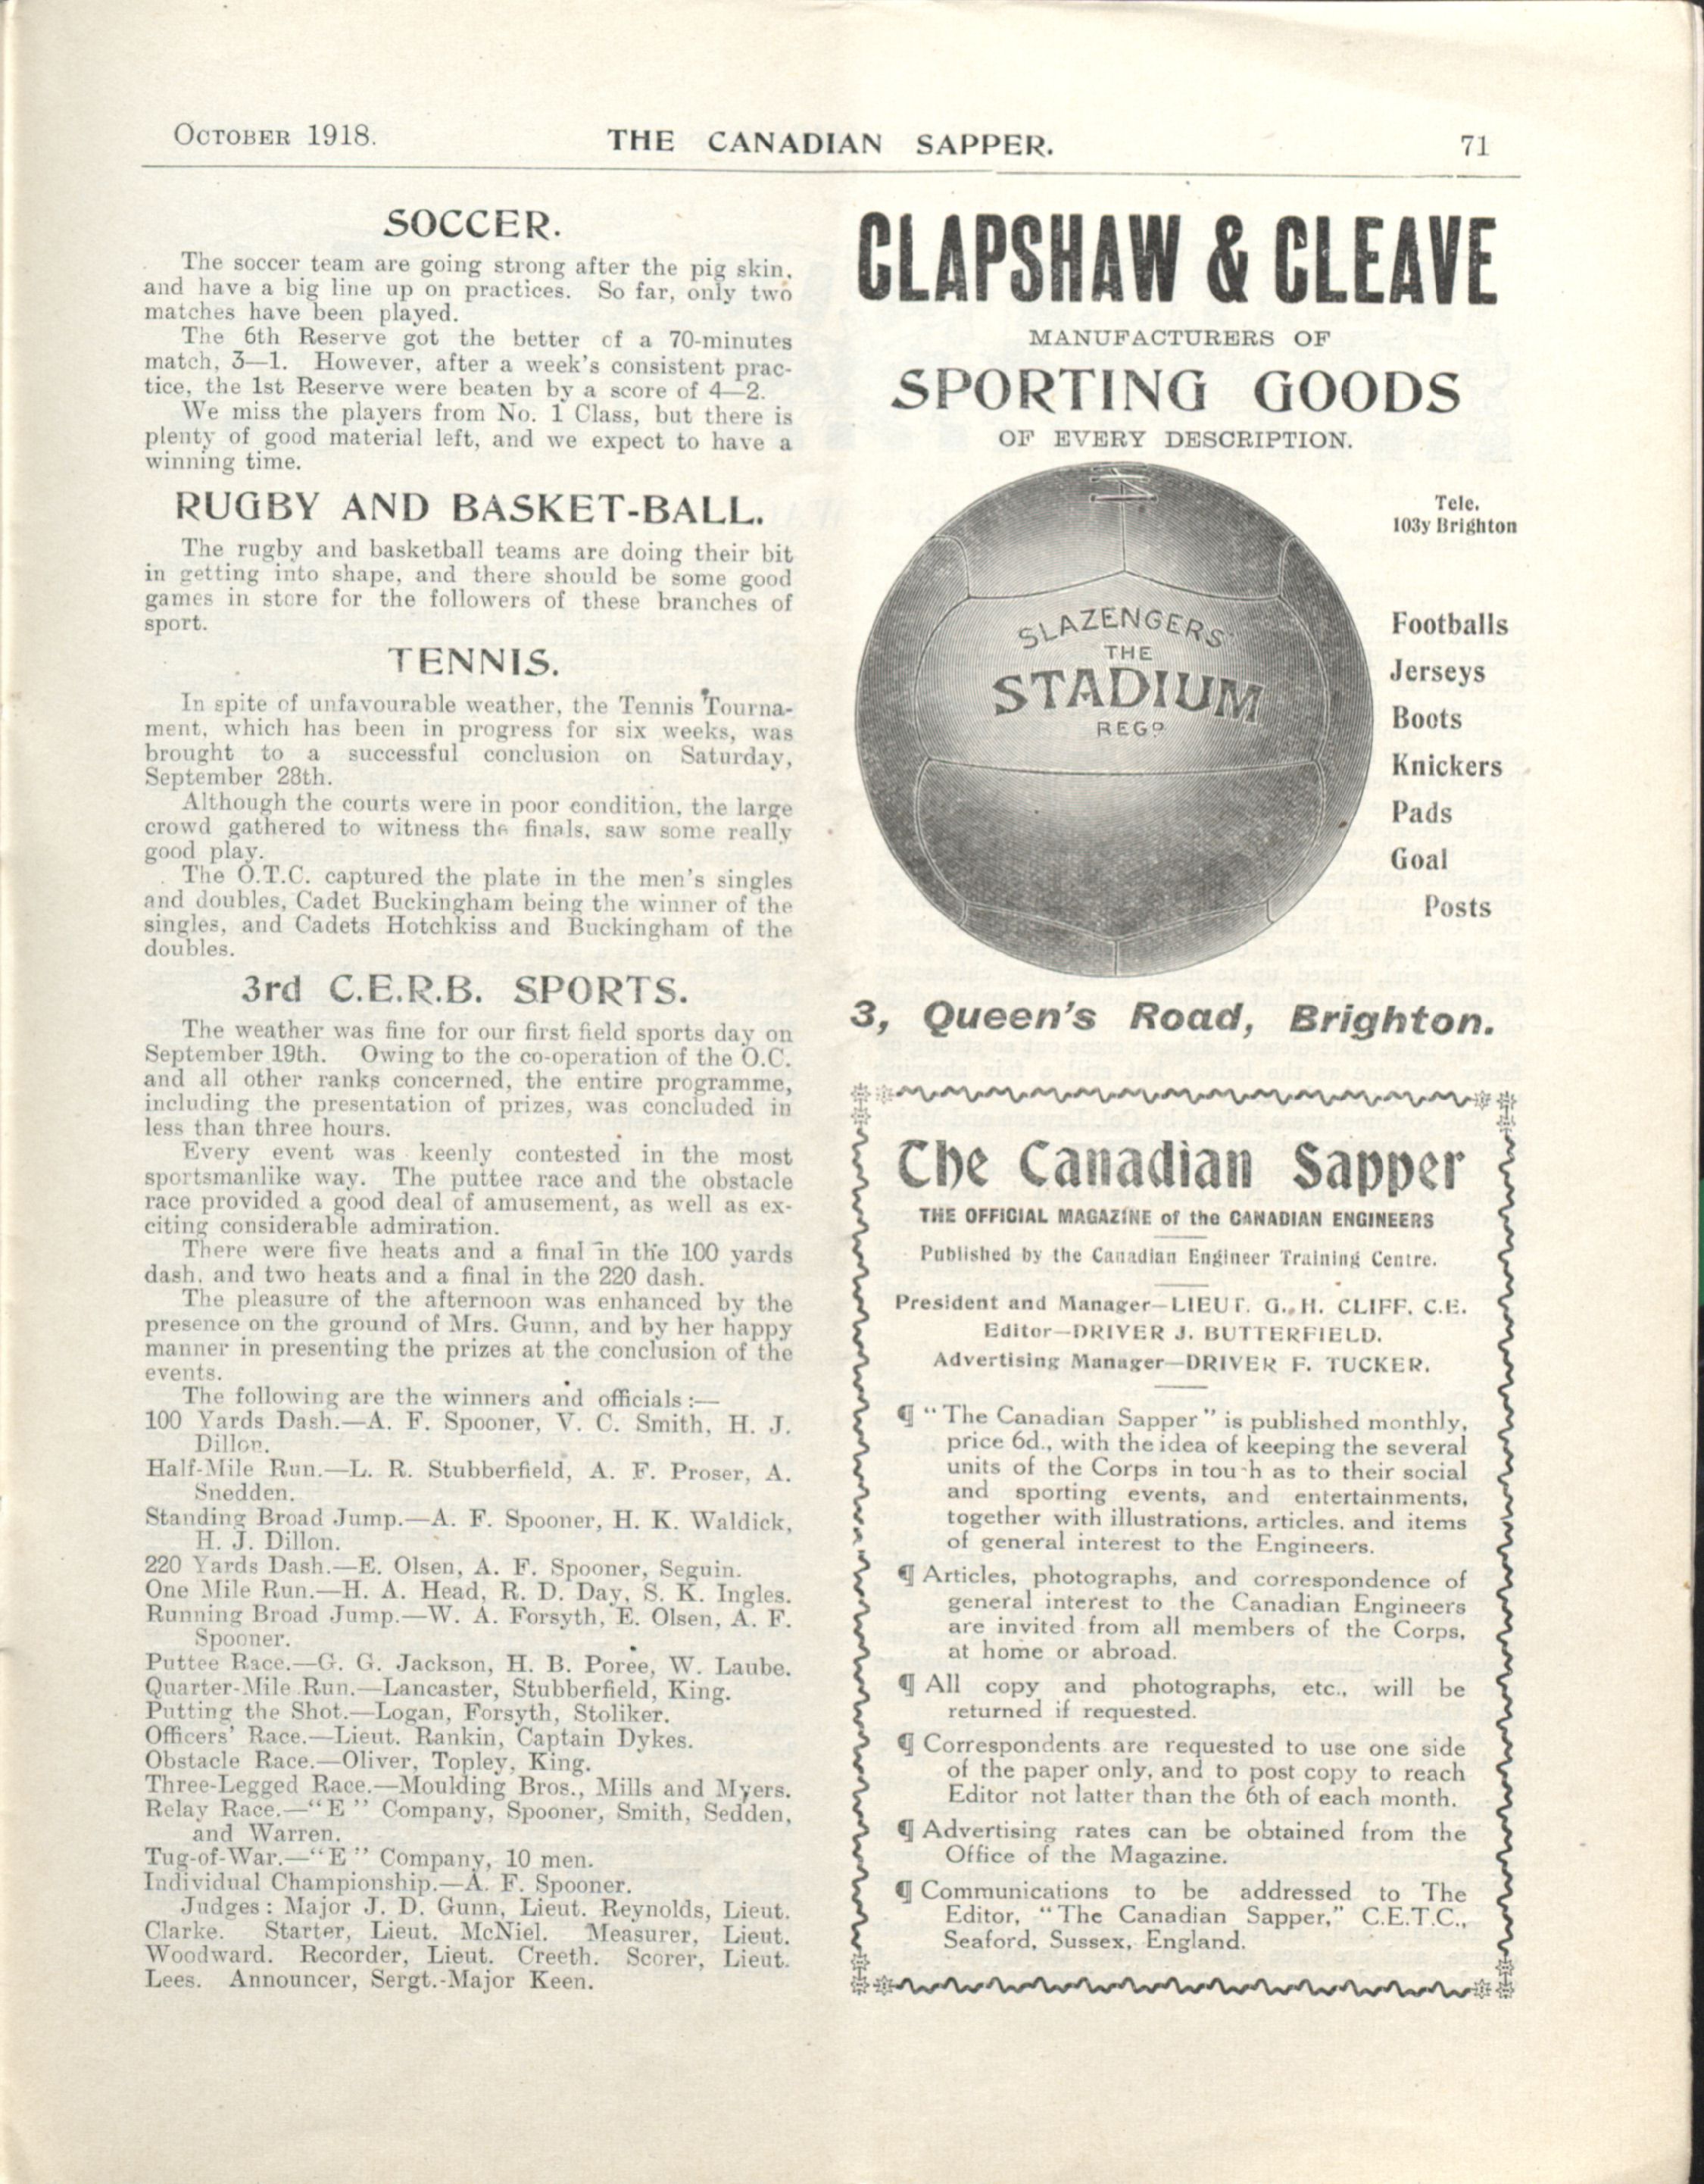 OCTOBER 1918.
THE CANADIAN SAPPER.
71
SOCCER.
The soccer team are going strong after the pig skin,
and have a big line up on practices. So far, only two
matches have been played.
The 6th Reserve got the better of a 70-minutes
match, 3—1. However, after a week's consistent prac-
tice, the 1st Reserve were beaten by a score of 4—2.
We miss the players from No. 1 Class, but there is
plenty of good material left, and we expect to have a
winning time.
RUGBY AND BASKET-BALL.
The rugby and basketball teams are doing their bit
in getting into shape, and there should be some good
games in store for the followers of these branches of
sport.
TENNIS.
In spite of unfavourable weather, the Tennis Tourna-
ment, which has been in progress for six weeks, was
brought to a successful conclusion on Saturday,
September 28th.
Although the courts were in poor condition, the large
crowd gathered to witness the finals, saw some really
good play.
The O.T.C. captured the plate in the men's singles
and doubles, Cadet Buckingham being the winner of the
singles, and Cadets Hotchkiss and Buckingham of the
doubles.
3rd C.E.R.B. SPORTS.
The weather was fine for our first field sports day on
September 19th. Owing to the co-operation of the O.C.
and all other ranks concerned, the entire programme,
including the presentation of prizes, was concluded in
less than three hours.
Every event was keenly contested in the most
sportsmanlike way. The puttee race and the obstacle
race provided a good deal of amusement, as well as ex-
citing considerable admiration.
There were five heats and a final in the 100 yards
dash, and two heats and a final in the 220 dash.
The pleasure of the afternoon was enhanced by the
presence on the ground of Mrs. Gunn, and by her happy
manner in presenting the prizes at the conclusion of the
events.
The following are the winners and officials :—
100 Yards Dash.—A. F. Spooner, V. C. Smith, H. J.
Dillon.
Half-Mile Run.—L. R. Stubberfield, A. F. Proser, A.
Snedden.
Standing Broad Jump.—A. F. Spooner, H. K. Waldick,
H. J. Dillon.
220 Yards Dash.—E. Olsen, A. F. Spooner, Seguin.
One Mile Run.—H. A. Head, R. D. Day, S. K. Ingles.
Running Broad Jump.—W. A. Forsyth, E. Olsen, A. F.
Spooner.
Puttee Race.—G. G. Jackson, H. B. Poree, W. Laube.
Quarter-Mile Run.—Lancaster, Stubberfield, King.
Putting the Shot.—Logan, Forsyth, Stoliker.
Officers' Race.—Lieut. Rankin, Captain Dykes.
Obstacle Race.—Oliver, Topley, King.
Three-Legged Race.—Moulding Bros., Mills and Myers.
Relay Race.—"E" Company, Spooner, Smith, Sedden,
and Warren.
Tug-of-War.—"E" Company, 10 men.
Individual Championship.—A. F. Spooner.
Judges : Major J. D. Gunn, Lieut. Reynolds, Lieut.
Clarke. Starter, Lieut. McNiel. Measurer, Lieut.
Woodward. Recorder, Lieut. Creeth. Scorer, Lieut.
Lees. Announcer, Sergt.-Major Keen.
CLAPSHAW & CLEAVE
MANUFACTURERS OF
SPORTING GOODS
OF EVERY DESCRIPTION.
Tele.
103y Brighton
SLAZENGERS'
THE
STADIUM
REGD
Footballs
Jerseys
Boots
Knickers
Pads
Goal
Posts
3, Queen's Road, Brighton.
The Canadian Sapper
THE OFFICIAL MAGAZINE of the CANADIAN ENGINEERS
Published by the Canadian Engineer Training Centre.
President and Manager—LIEUT. G. H. CLIFF, C.E.
Editor—DRIVER J. BUTTERFIELD.
Advertising Manager—DRIVER F. TUCKER.
¶ "The Canadian Sapper" is published monthly,
price 6d., with the idea of keeping the several
units of the Corps in tou-h as to their social
and sporting events, and entertainments,
together with illustrations, articles, and items
of general interest to the Engineers.
¶ Articles, photographs, and correspondence of
general interest to the Canadian Engineers
are invited from all members of the Corps,
at home or abroad.
¶ All copy and photographs, etc., will be
returned if requested.
¶ Correspondents are requested to use one side
of the paper only, and to post copy to reach
Editor not latter than the 6th of each month.
¶ Advertising rates can be obtained from the
Office of the Magazine.
¶ Communications to be addressed to The
Editor, "The Canadian Sapper," C.E.T.C.,
Seaford, Sussex, England.